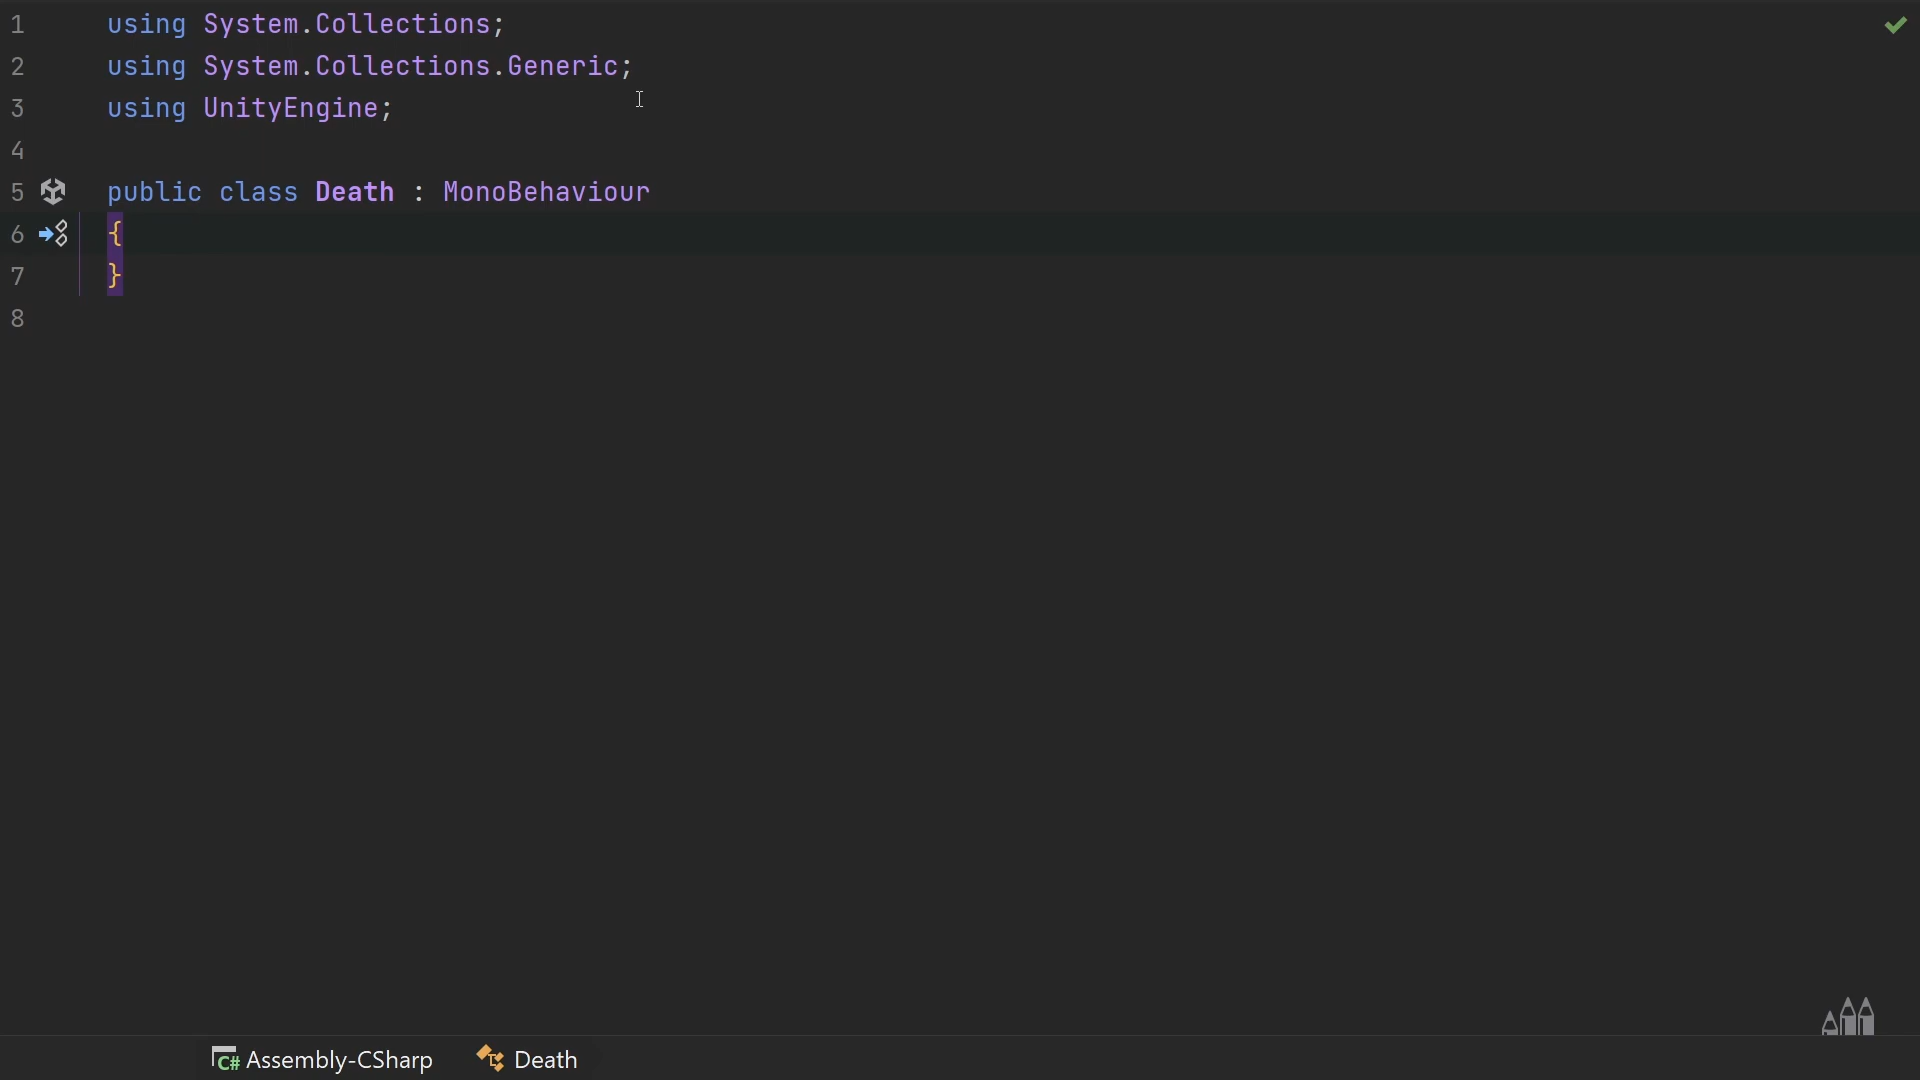 1 using System.Collections;
2 using System.Collections.Generic;
3 using UnityEngine;
4
5 public class Death : MonoBehaviour
6 {
7 }
8
C# Assembly-CSharp Death